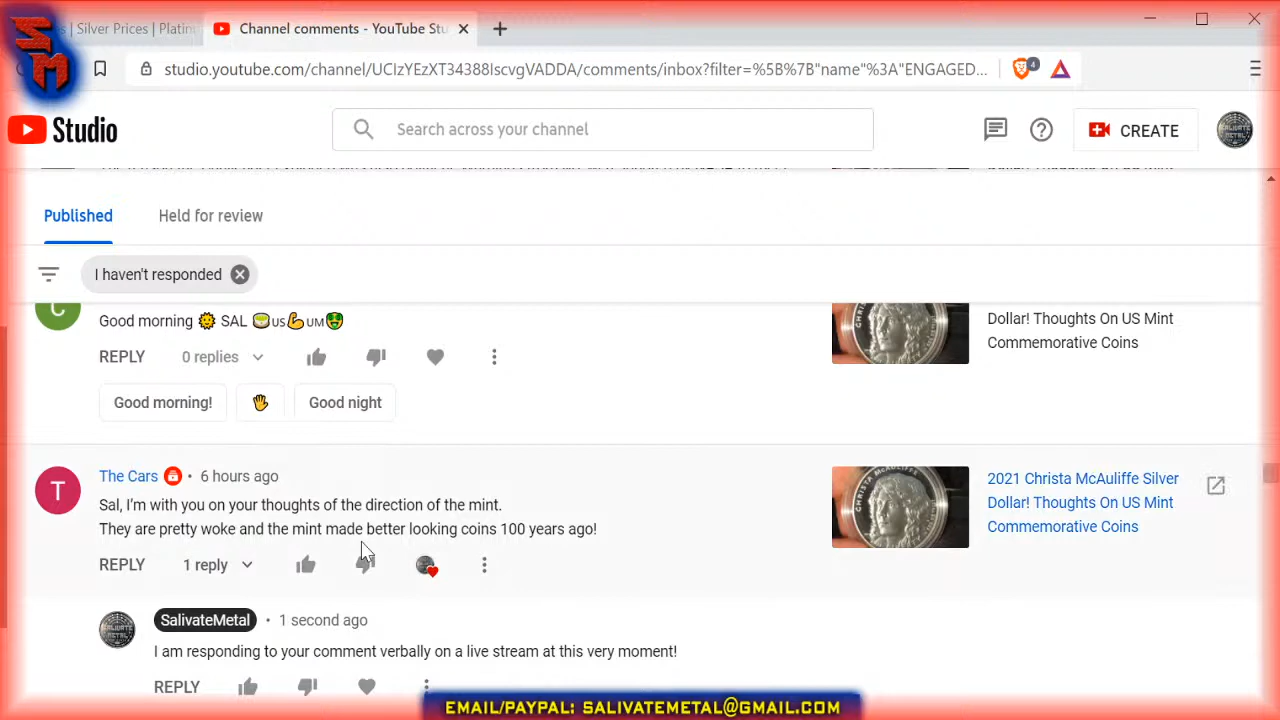 SM
s | Silver Prices | Platin
Channel comments - YouTube Stu
studio.youtube.com/channel/UCIzYEzXT34388IscvgVADDA/comments/inbox?filter=%5B%7B"name"%3A"ENGAGED...
4
Studio
Search across your channel
CREATE
Published
Held for review
I haven't responded
C
Good morning 🌞 SAL 🍵US💪UM🤑
REPLY 0 replies
Good morning!
Good night
Dollar! Thoughts On US Mint
Commemorative Coins
T
The Cars • 6 hours ago
Sal, I'm with you on your thoughts of the direction of the mint.
They are pretty woke and the mint made better looking coins 100 years ago!
REPLY 1 reply
CHRISTA McAULIFFE
2021 Christa McAuliffe Silver
Dollar! Thoughts On US Mint
Commemorative Coins
SALIVATE
METAL
SalivateMetal • 1 second ago
I am responding to your comment verbally on a live stream at this very moment!
REPLY
EMAIL/PAYPAL: SALIVATEMETAL@GMAIL.COM